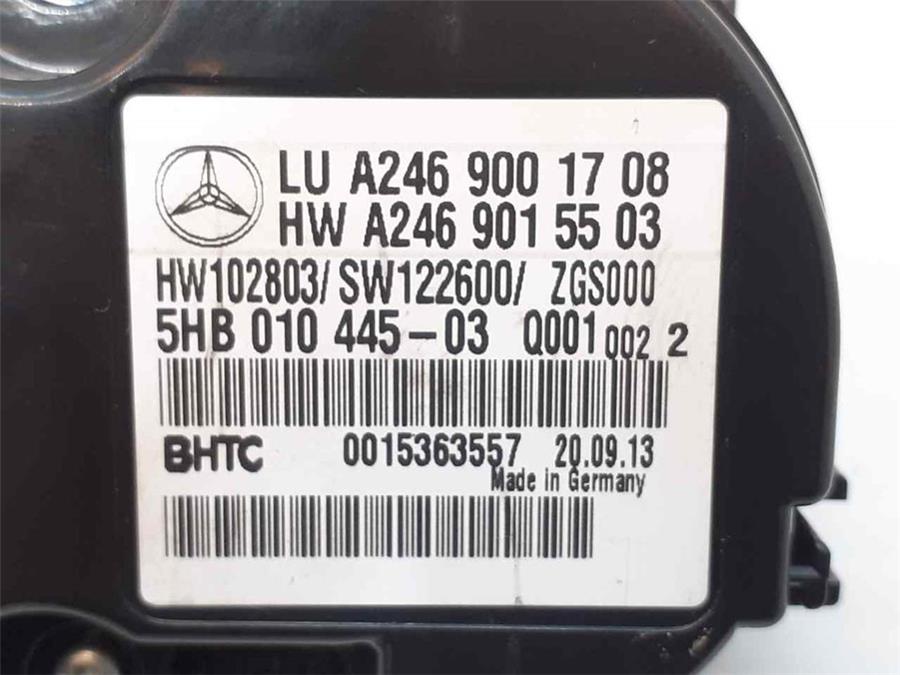 LU A246 900 17 08
HW A246 901 55 03
HW102803/ SW122600/ ZGS000
5HB 010 445-03 Q001 002 2
BHTC 0015363557 20.09.13
Made in Germany